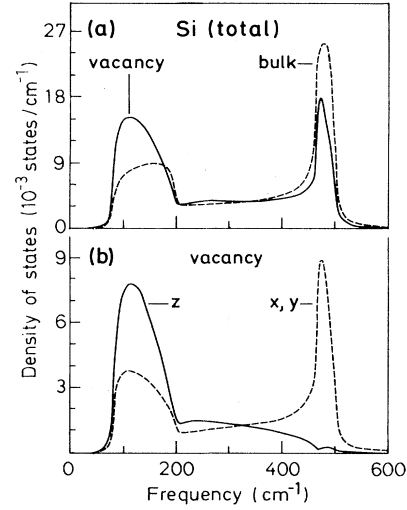 (a) Si (total)
27
vacancy bulk
18
9
0
Density of states (10⁻³ states/cm⁻¹)
(b) vacancy
9
z x, y
6
3
0 200 400 600
Frequency (cm⁻¹)